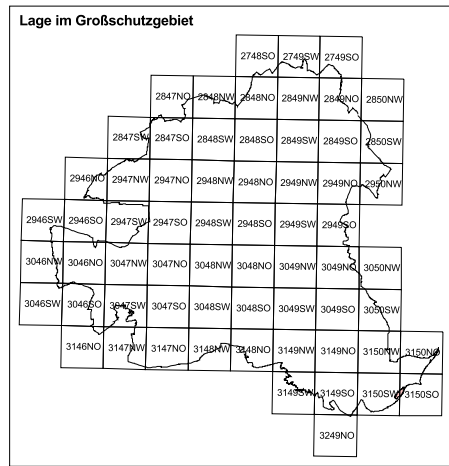 Lage im Großschutzgebiet
2748SO 2749SW 2749SO
2847NO 2848NW 2848NO 2849NW 2849NO 2850NW
2847SW 2847SO 2848SW 2848SO 2849SW 2849SO 2850SW
2946NO 2947NW 2947NO 2948NW 2948NO 2949NW 2949NO 2950NW
2946SW 2946SO 2947SW 2947SO 2948SW 2948SO 2949SW 2949SO
3046NW 3046NO 3047NW 3047NO 3048NW 3048NO 3049NW 3049NO 3050NW
3046SW 3046SO 3047SW 3047SO 3048SW 3048SO 3049SW 3049SO 3050SW
3146NO 3147NW 3147NO 3148NW 3148NO 3149NW 3149NO 3150NW 3150NO
3149SW 3149SO 3150SW 3150SO
3249NO